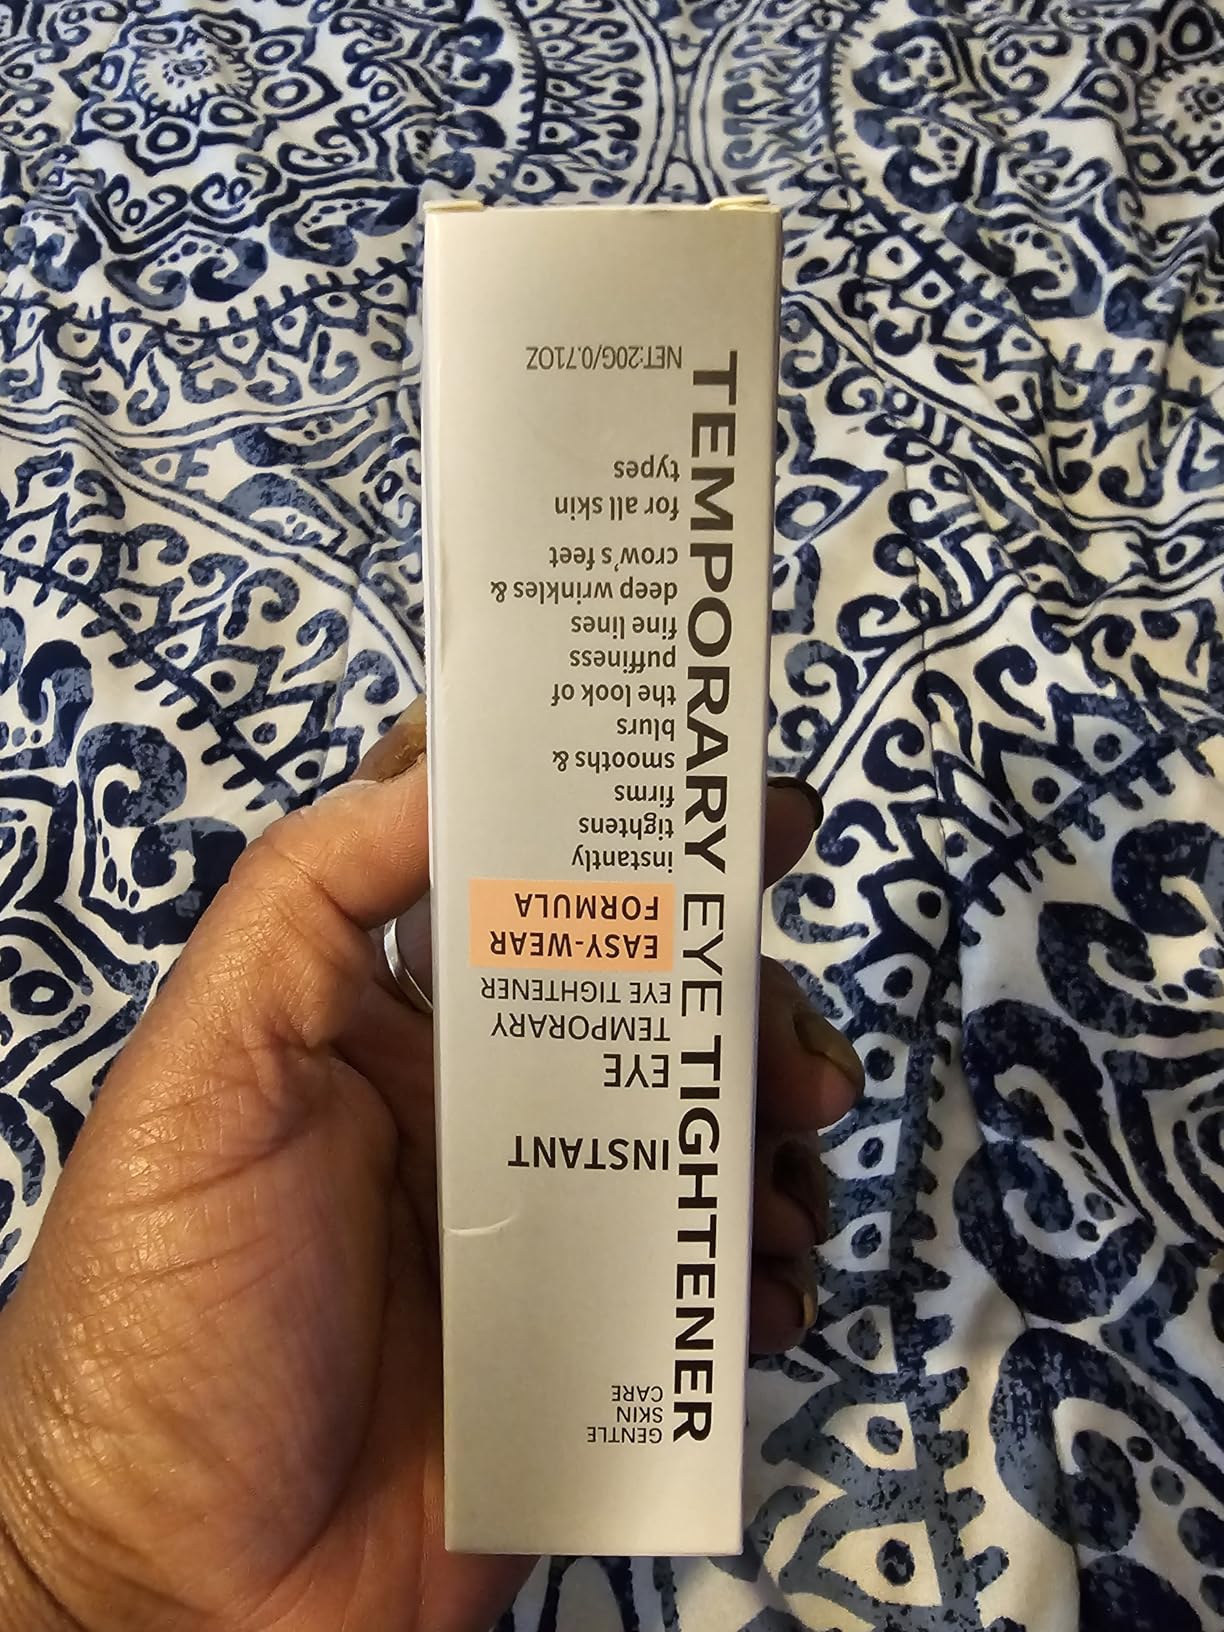 TEMPORARY EYE TIGHTENER
GENTLE
SKIN
CARE
INSTANT
EYE
TEMPORARY
EYE TIGHTENER
EASY-WEAR
FORMULA
instantly
tightens
firms
smooths &
blurs
the look of
puffiness
fine lines
deep wrinkles &
crow's feet
for all skin
types
NET:20G/0.71OZ